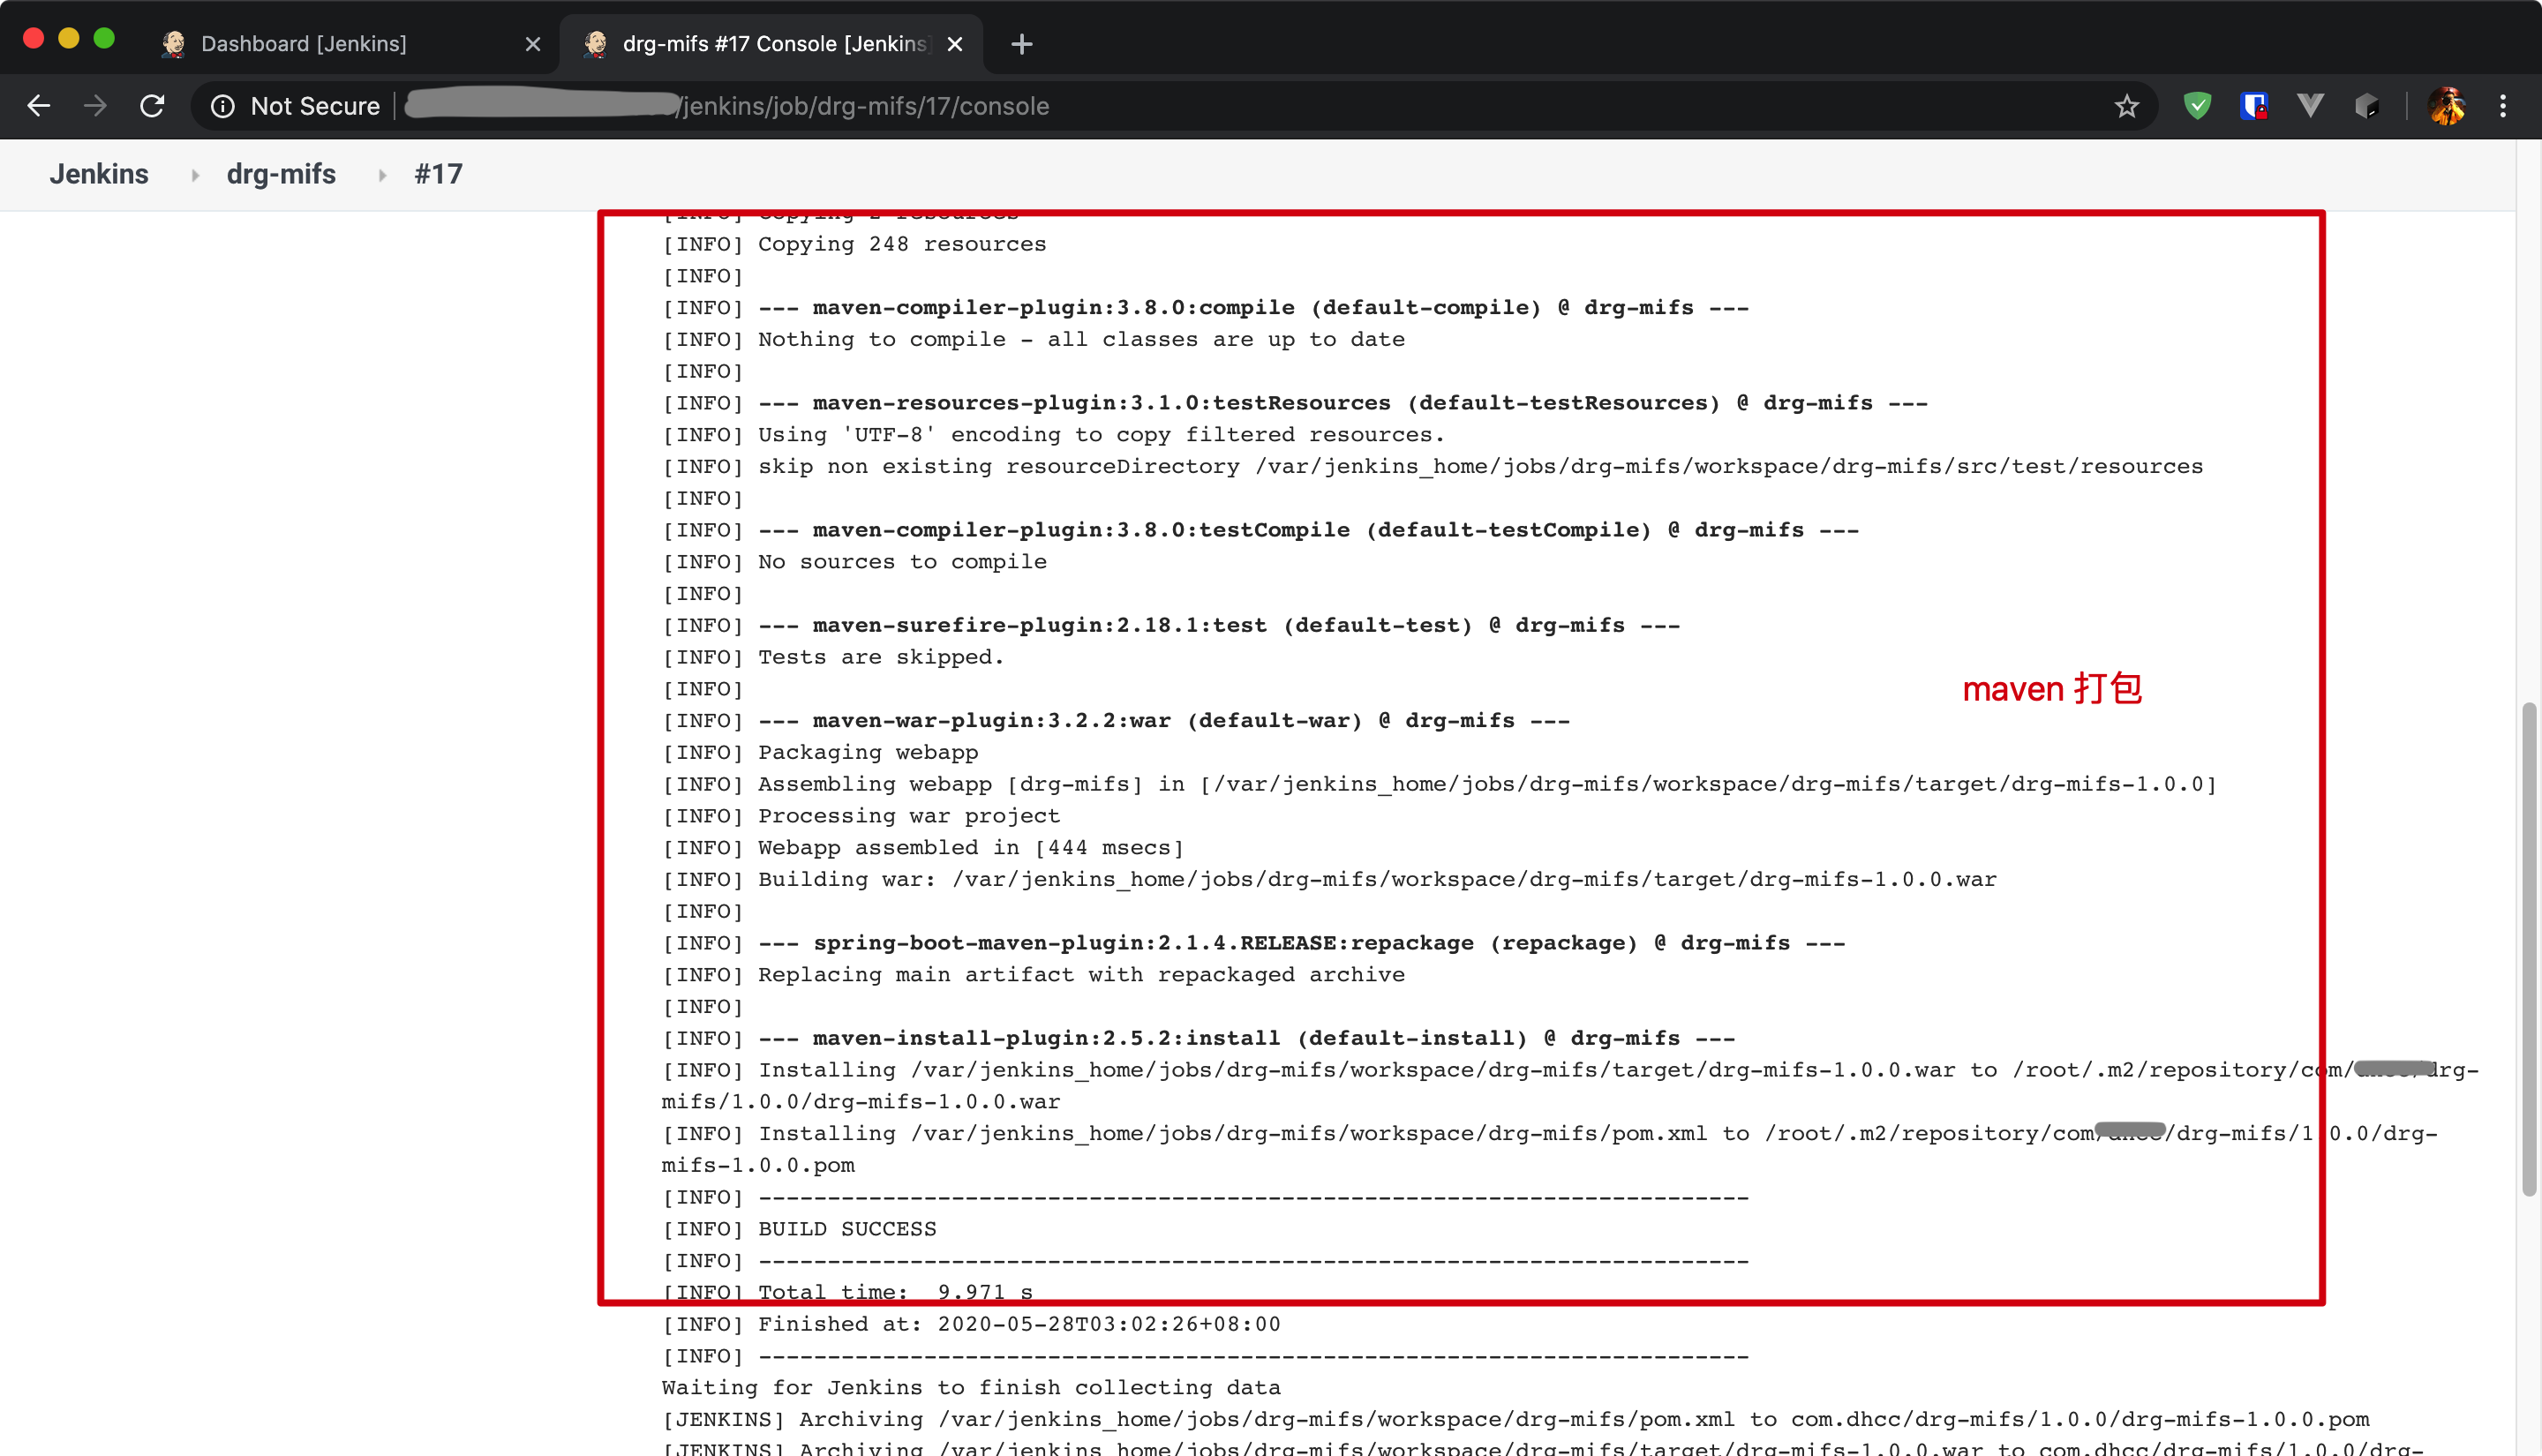 Dashboard [Jenkins]
drg-mifs #17 Console [Jenkins]
Not Secure
/jenkins/job/drg-mifs/17/console
Jenkins
drg-mifs
#17
[INFO] Copying 2 resources
[INFO] Copying 248 resources
[INFO]
[INFO] --- maven-compiler-plugin:3.8.0:compile (default-compile) @ drg-mifs ---
[INFO] Nothing to compile - all classes are up to date
[INFO]
[INFO] --- maven-resources-plugin:3.1.0:testResources (default-testResources) @ drg-mifs ---
[INFO] Using 'UTF-8' encoding to copy filtered resources.
[INFO] skip non existing resourceDirectory /var/jenkins_home/jobs/drg-mifs/workspace/drg-mifs/src/test/resources
[INFO]
[INFO] --- maven-compiler-plugin:3.8.0:testCompile (default-testCompile) @ drg-mifs ---
[INFO] No sources to compile
[INFO]
[INFO] --- maven-surefire-plugin:2.18.1:test (default-test) @ drg-mifs ---
[INFO] Tests are skipped.
[INFO]
maven 打包
[INFO] --- maven-war-plugin:3.2.2:war (default-war) @ drg-mifs ---
[INFO] Packaging webapp
[INFO] Assembling webapp [drg-mifs] in [/var/jenkins_home/jobs/drg-mifs/workspace/drg-mifs/target/drg-mifs-1.0.0]
[INFO] Processing war project
[INFO] Webapp assembled in [444 msecs]
[INFO] Building war: /var/jenkins_home/jobs/drg-mifs/workspace/drg-mifs/target/drg-mifs-1.0.0.war
[INFO]
[INFO] --- spring-boot-maven-plugin:2.1.4.RELEASE:repackage (repackage) @ drg-mifs ---
[INFO] Replacing main artifact with repackaged archive
[INFO]
[INFO] --- maven-install-plugin:2.5.2:install (default-install) @ drg-mifs ---
[INFO] Installing /var/jenkins_home/jobs/drg-mifs/workspace/drg-mifs/target/drg-mifs-1.0.0.war to /root/.m2/repository/com/ drg-
mifs/1.0.0/drg-mifs-1.0.0.war
[INFO] Installing /var/jenkins_home/jobs/drg-mifs/workspace/drg-mifs/pom.xml to /root/.m2/repository/com/ /drg-mifs/1.0.0/drg-
mifs-1.0.0.pom
[INFO] ------------------------------------------------------------------------
[INFO] BUILD SUCCESS
[INFO] ------------------------------------------------------------------------
[INFO] Total time:  9.971 s
[INFO] Finished at: 2020-05-28T03:02:26+08:00
[INFO] ------------------------------------------------------------------------
Waiting for Jenkins to finish collecting data
[JENKINS] Archiving /var/jenkins_home/jobs/drg-mifs/workspace/drg-mifs/pom.xml to com.dhcc/drg-mifs/1.0.0/drg-mifs-1.0.0.pom
[JENKINS] Archiving /var/jenkins_home/jobs/drg-mifs/workspace/drg-mifs/target/drg-mifs-1.0.0.war to com.dhcc/drg-mifs/1.0.0/drg-